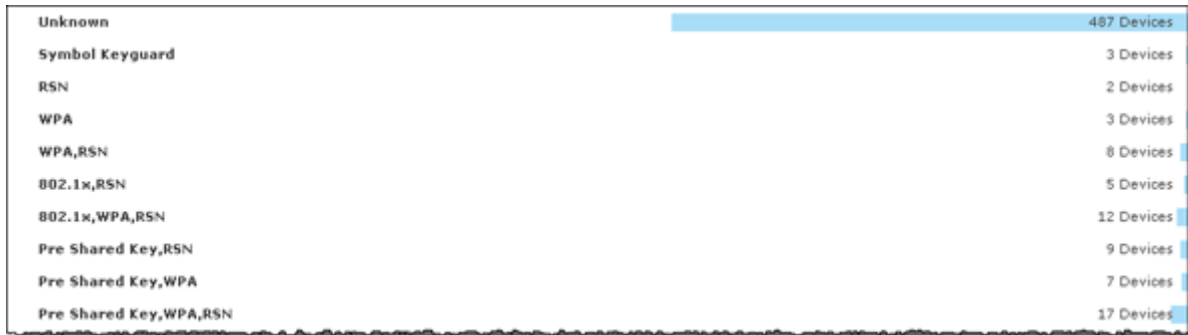 Unknown 487 Devices
Symbol Keyguard 3 Devices
RSN 2 Devices
WPA 3 Devices
WPA,RSN 8 Devices
802.1x,RSN 5 Devices
802.1x,WPA,RSN 12 Devices
Pre Shared Key,RSN 9 Devices
Pre Shared Key,WPA 7 Devices
Pre Shared Key,WPA,RSN 17 Devices